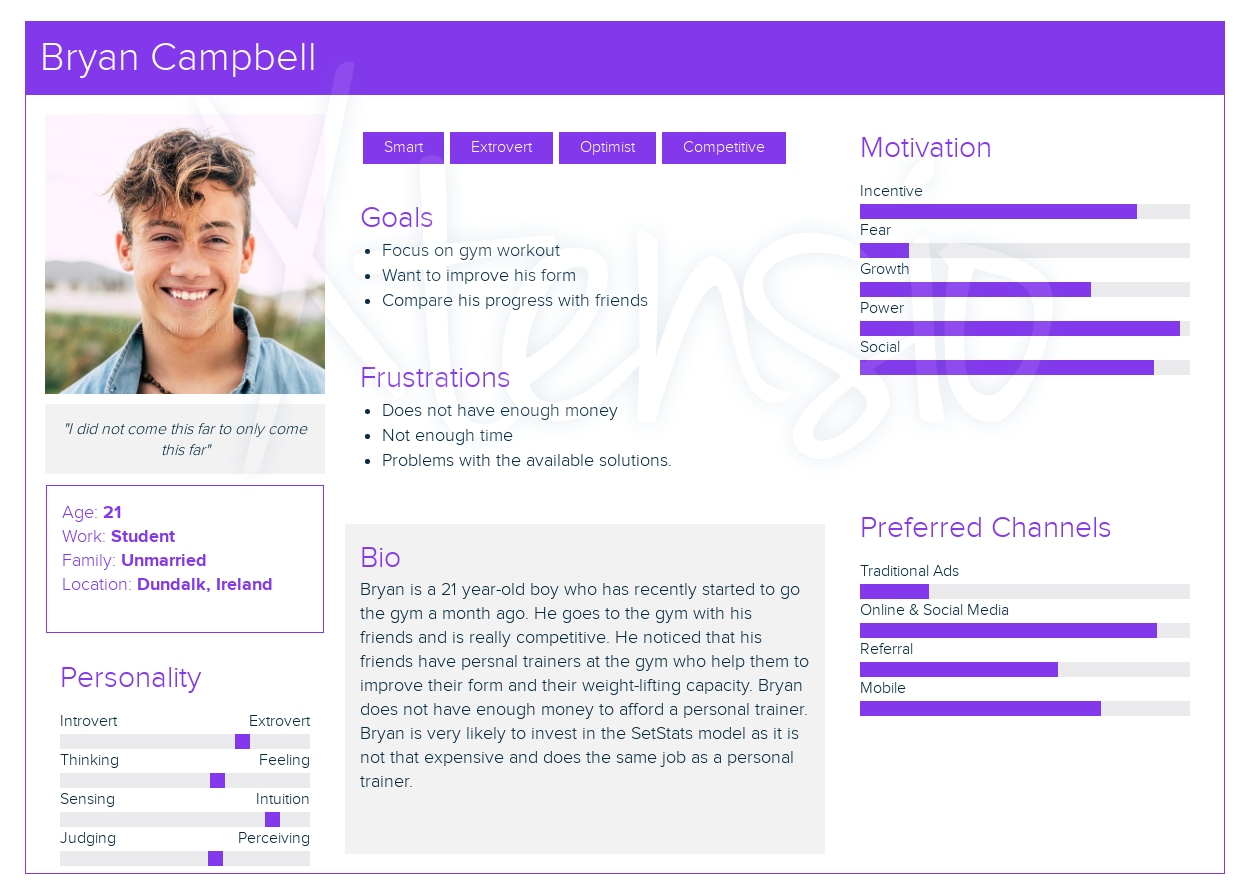 Bryan Campbell
"I did not come this far to only come
this far"
Age: 21
Work: Student
Family: Unmarried
Location: Dundalk, Ireland
Personality
Introvert Extrovert
Thinking Feeling
Sensing Intuition
Judging Perceiving
Smart Extrovert Optimist Competitive
Goals
Focus on gym workout
Want to improve his form
Compare his progress with friends
Frustrations
Does not have enough money
Not enough time
Problems with the available solutions.
Bio
Bryan is a 21 year-old boy who has recently started to go
the gym a month ago. He goes to the gym with his
friends and is really competitive. He noticed that his
friends have persnal trainers at the gym who help them to
improve their form and their weight-lifting capacity. Bryan
does not have enough money to afford a personal trainer.
Bryan is very likely to invest in the SetStats model as it is
not that expensive and does the same job as a personal
trainer.
Motivation
Incentive
Fear
Growth
Power
Social
Preferred Channels
Traditional Ads
Online & Social Media
Referral
Mobile
Xtensio